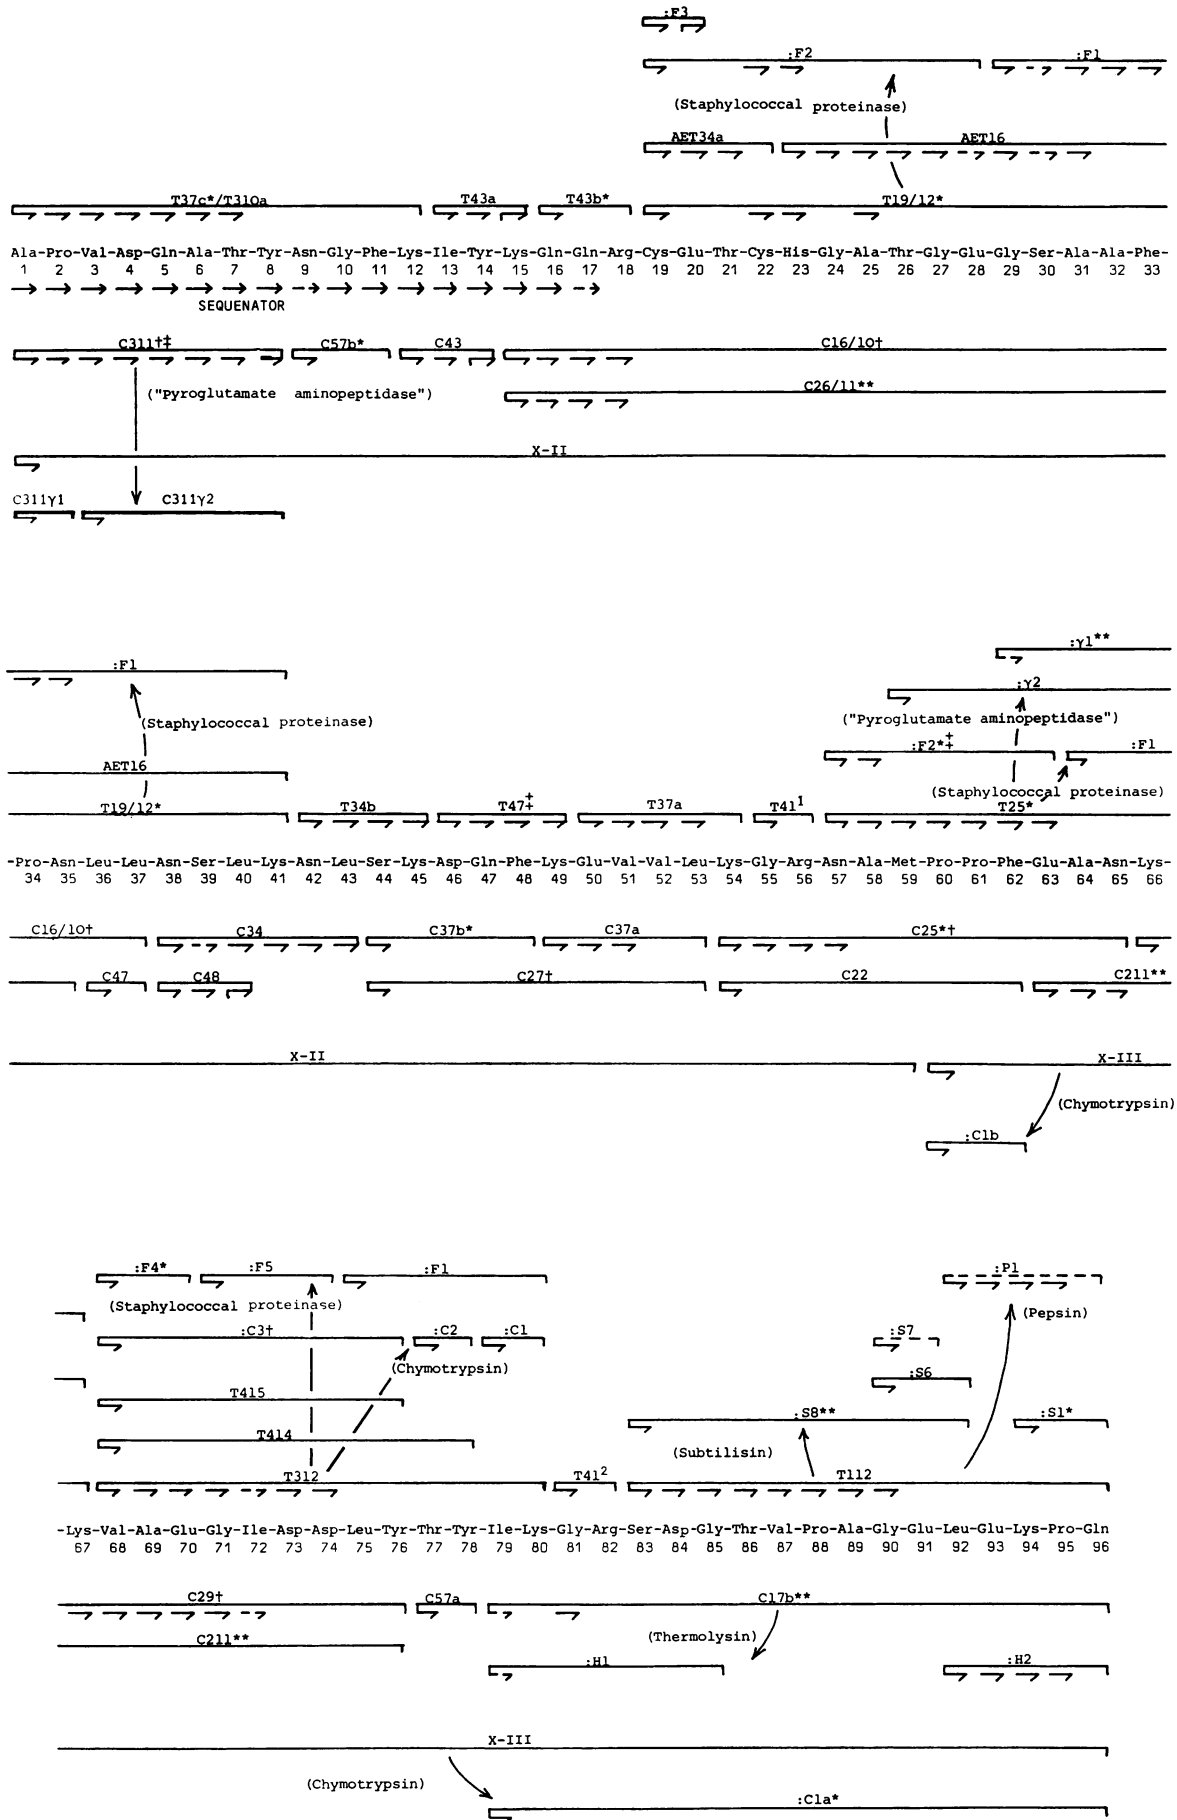 :F3
:F2 :F1
(Staphylococcal proteinase)
AET34a AET16
T37c*/T310a T43a T43b* T19/12*
Ala-Pro-Val-Asp-Gln-Ala-Thr-Tyr-Asn-Gly-Phe-Lys-Ile-Tyr-Lys-Gln-Gln-Arg-Cys-Glu-Thr-Cys-His-Gly-Ala-Thr-Gly-Glu-Gly-Ser-Ala-Ala-Phe-
1 2 3 4 5 6 7 8 9 10 11 12 13 14 15 16 17 18 19 20 21 22 23 24 25 26 27 28 29 30 31 32 33
SEQUENATOR
C311†‡ C57b* C43 C16/10†
("Pyroglutamate aminopeptidase") C26/11**
X-II
C311γ1 C311γ2
:γ1**
:F1 :γ2
(Staphylococcal proteinase) ("Pyroglutamate aminopeptidase")
:F2*‡ :F1
AET16 (Staphylococcal proteinase)
T19/12* T34b T47‡ T37a T41¹ T25*
-Pro-Asn-Leu-Leu-Asn-Ser-Leu-Lys-Asn-Leu-Ser-Lys-Asp-Gln-Phe-Lys-Glu-Val-Val-Leu-Lys-Gly-Arg-Asn-Ala-Met-Pro-Pro-Phe-Glu-Ala-Asn-Lys-
34 35 36 37 38 39 40 41 42 43 44 45 46 47 48 49 50 51 52 53 54 55 56 57 58 59 60 61 62 63 64 65 66
C16/10† C34 C37b* C37a C25*†
C47 C48 C27† C22 C211**
X-II X-III
(Chymotrypsin)
:C1b
:F4* :F5 :F1 :P1
(Staphylococcal proteinase) (Pepsin)
:C3† :C2 :C1 :S7
(Chymotrypsin) :S6
T415
T414 :S8** :S1*
(Subtilisin)
T312 T41² T112
-Lys-Val-Ala-Glu-Gly-Ile-Asp-Asp-Leu-Tyr-Thr-Tyr-Ile-Lys-Gly-Arg-Ser-Asp-Gly-Thr-Val-Pro-Ala-Gly-Glu-Leu-Glu-Lys-Pro-Gln
67 68 69 70 71 72 73 74 75 76 77 78 79 80 81 82 83 84 85 86 87 88 89 90 91 92 93 94 95 96
C29† C57a C17b**
C211** (Thermolysin)
:H1 :H2
X-III
(Chymotrypsin)
:C1a*